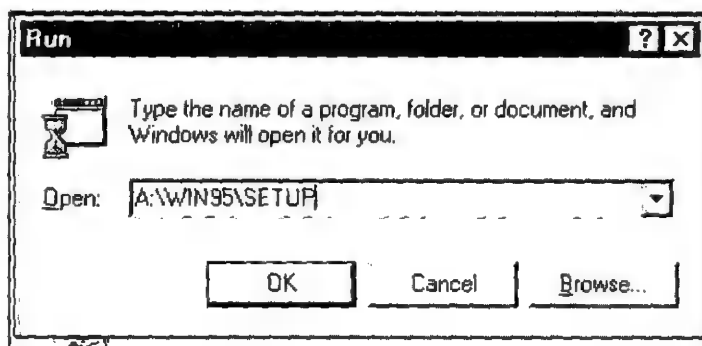 Run
Type the name of a program, folder, or document, and
Windows will open it for you.
Open: A:\WIN95\SETUP
OK Cancel Browse...